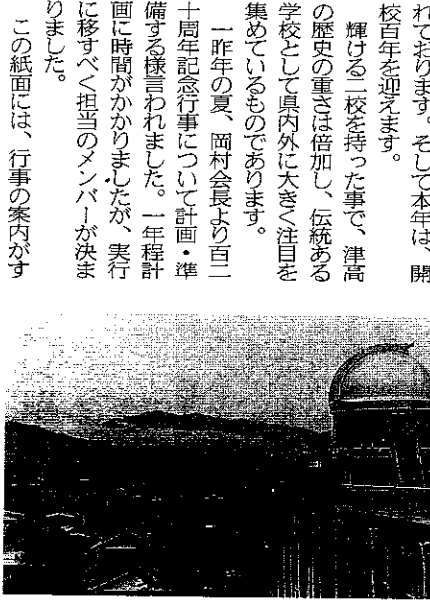 れております。そして本年は、開
校百年を迎えます。
輝ける二校を持った事で、津高
の歴史の重さは倍加し、伝統ある
学校として県内外に大きく注目を
集めているものであります。
一昨年の夏、岡村会長より百二
十周年記念行事について計画・準
備する様言われました。一年程計
画に時間がかかりましたが、実行
に移すべく担当のメンバーが決ま
りました。
この紙面には、行事の案内がす